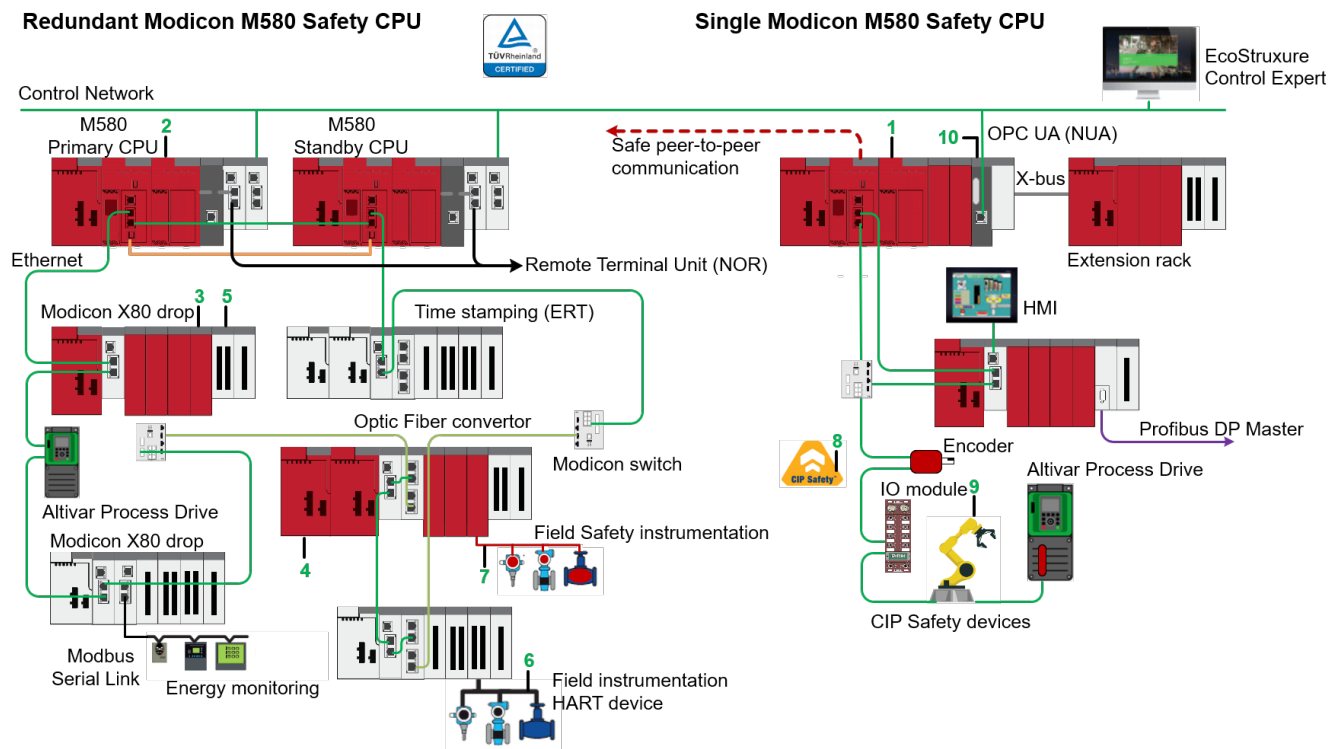 Redundant Modicon M580 Safety CPU
Single Modicon M580 Safety CPU
TÜVRheinland
CERTIFIED
EcoStruxure
Control Expert
Control Network
M580
Primary CPU
2
M580
Standby CPU
Safe peer-to-peer
communication
1
10
OPC UA (NUA)
X-bus
Extension rack
Ethernet
Remote Terminal Unit (NOR)
Modicon X80 drop
3
5
Time stamping (ERT)
HMI
Optic Fiber convertor
Modicon switch
Profibus DP Master
8
CIP Safety
Encoder
Altivar Process Drive
IO module
9
Altivar Process Drive
Modicon X80 drop
4
Field Safety instrumentation
7
CIP Safety devices
Modbus
Serial Link
Energy monitoring
6
Field instrumentation
HART device